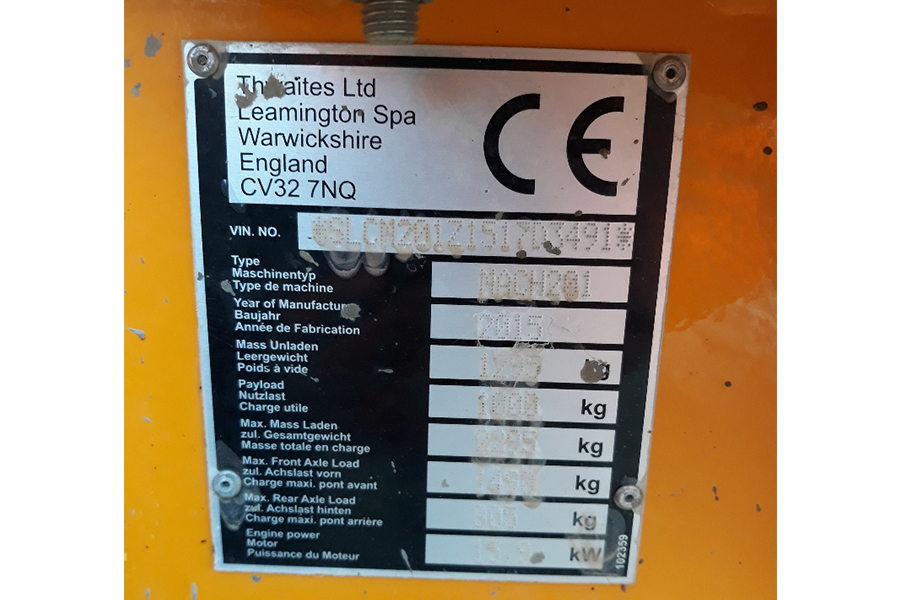 Thwaites Ltd
Leamington Spa
Warwickshire
England
CV32 7NQ
CE
VIN. NO.
Type
Maschinentyp
Type de machine
MACH201
Year of Manufacture
Baujahr
Année de Fabrication
2015
Mass Unladen
Leergewicht
Poids à vide
kg
Payload
Nutzlast
Charge utile
1000 kg
Max. Mass Laden
zul. Gesamtgewicht
Masse totale en charge
kg
Max. Front Axle Load
zul. Achslast vorn
Charge maxi. pont avant
kg
Max. Rear Axle Load
zul. Achslast hinten
Charge maxi. pont arrière
kg
Engine power
Motor
Puissance du Moteur
kW
102359